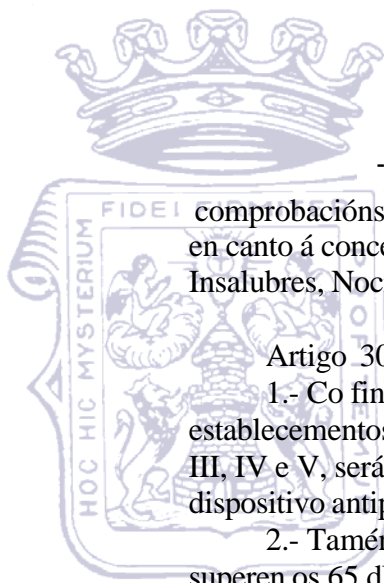 HOC HIC MYSTERIUM
FIDEI
comprobacións
en canto á conce
Insalubres, Noc
Artigo 30
1.- Co fin
establecementos
III, IV e V, será
dispositivo antip
2.- Tamén
superen os 65 d